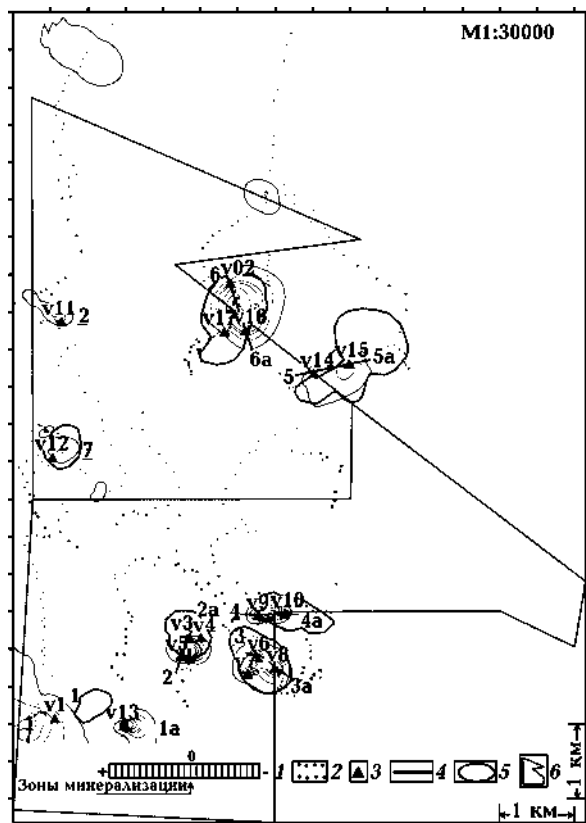 М1:30000
6 v02
v11 2
v17 v16
6a
v14 v15
5 5a
v12 7
2a
v9 v10
4 4a
v3 v4
3 v6
v7 v8
2
3a
v1 1
v13
1 1a
0
+ - 1 2 3 4 5 6
Зоны минерализации
1 км
1 км